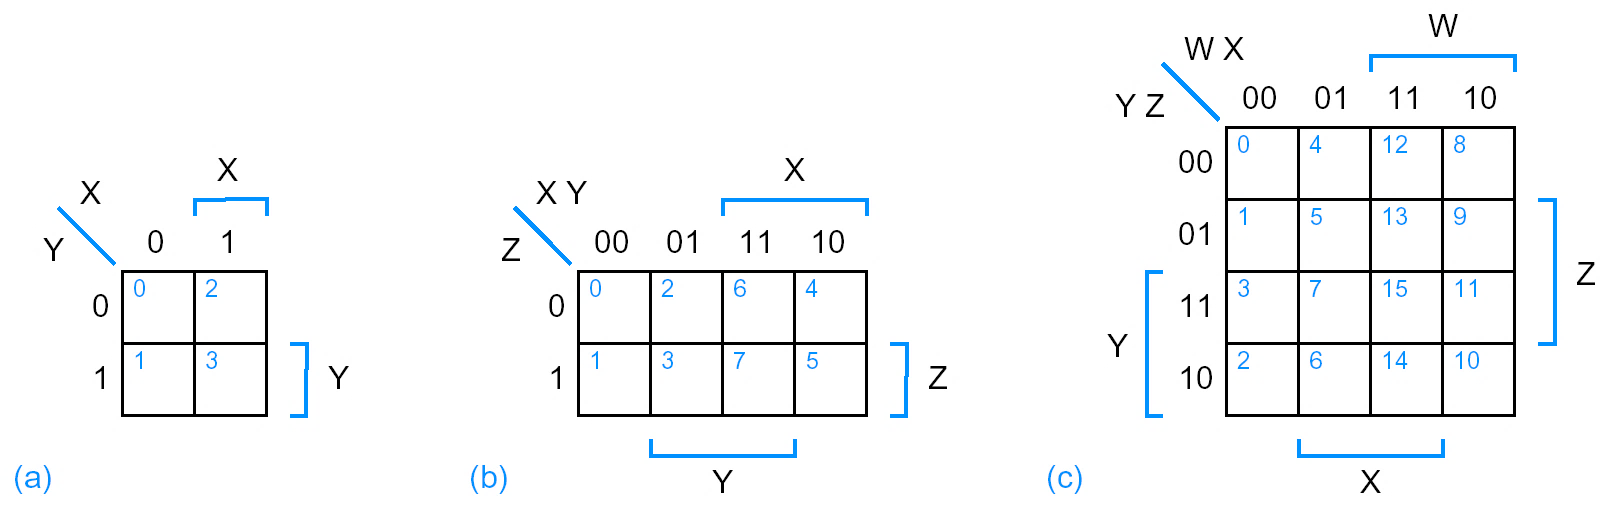 X
X
Y
0 1
0 0 2
1 1 3
Y
(a)
X Y
X
Z
00 01 11 10
0 0 2 6 4
1 1 3 7 5
Z
Y
(b)
W X
W
Y Z
00 01 11 10
00 0 4 12 8
01 1 5 13 9
11 3 7 15 11
10 2 6 14 10
Z
Y
X
(c)